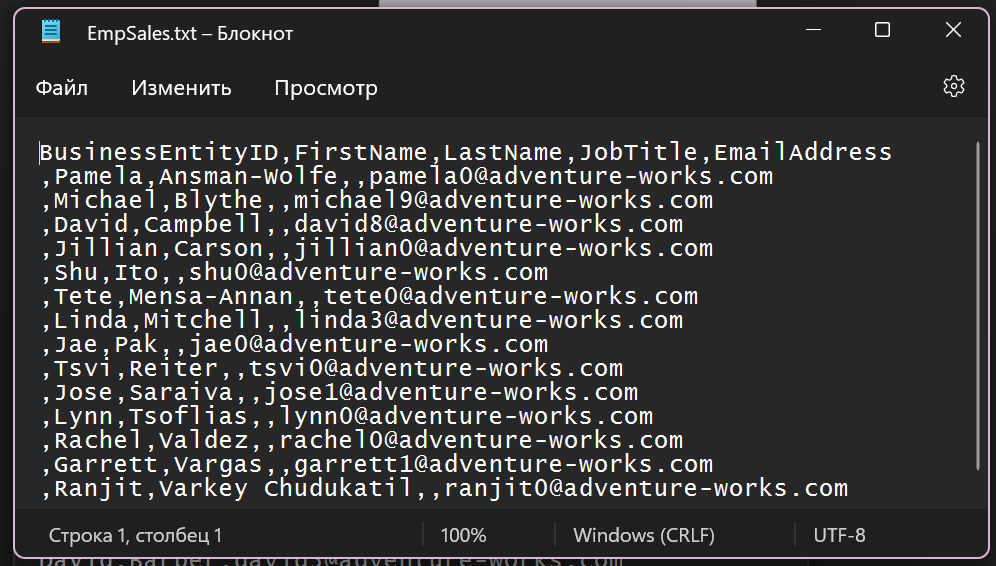 EmpSales.txt – Блокнот
Файл Изменить Просмотр
BusinessEntityID,FirstName,LastName,JobTitle,EmailAddress
,Pamela,Ansman-Wolfe,,pamela0@adventure-works.com
,Michael,Blythe,,michael9@adventure-works.com
,David,Campbell,,david8@adventure-works.com
,Jillian,Carson,,jillian0@adventure-works.com
,Shu,Ito,,shu0@adventure-works.com
,Tete,Mensa-Annan,,tete0@adventure-works.com
,Linda,Mitchell,,linda3@adventure-works.com
,Jae,Pak,,jae0@adventure-works.com
,Tsvi,Reiter,,tsvi0@adventure-works.com
,Jose,Saraiva,,jose1@adventure-works.com
,Lynn,Tsoflias,,lynn0@adventure-works.com
,Rachel,Valdez,,rachel0@adventure-works.com
,Garrett,Vargas,,garrett1@adventure-works.com
,Ranjit,Varkey Chudukatil,,ranjit0@adventure-works.com
Строка 1, столбец 1 100% Windows (CRLF) UTF-8